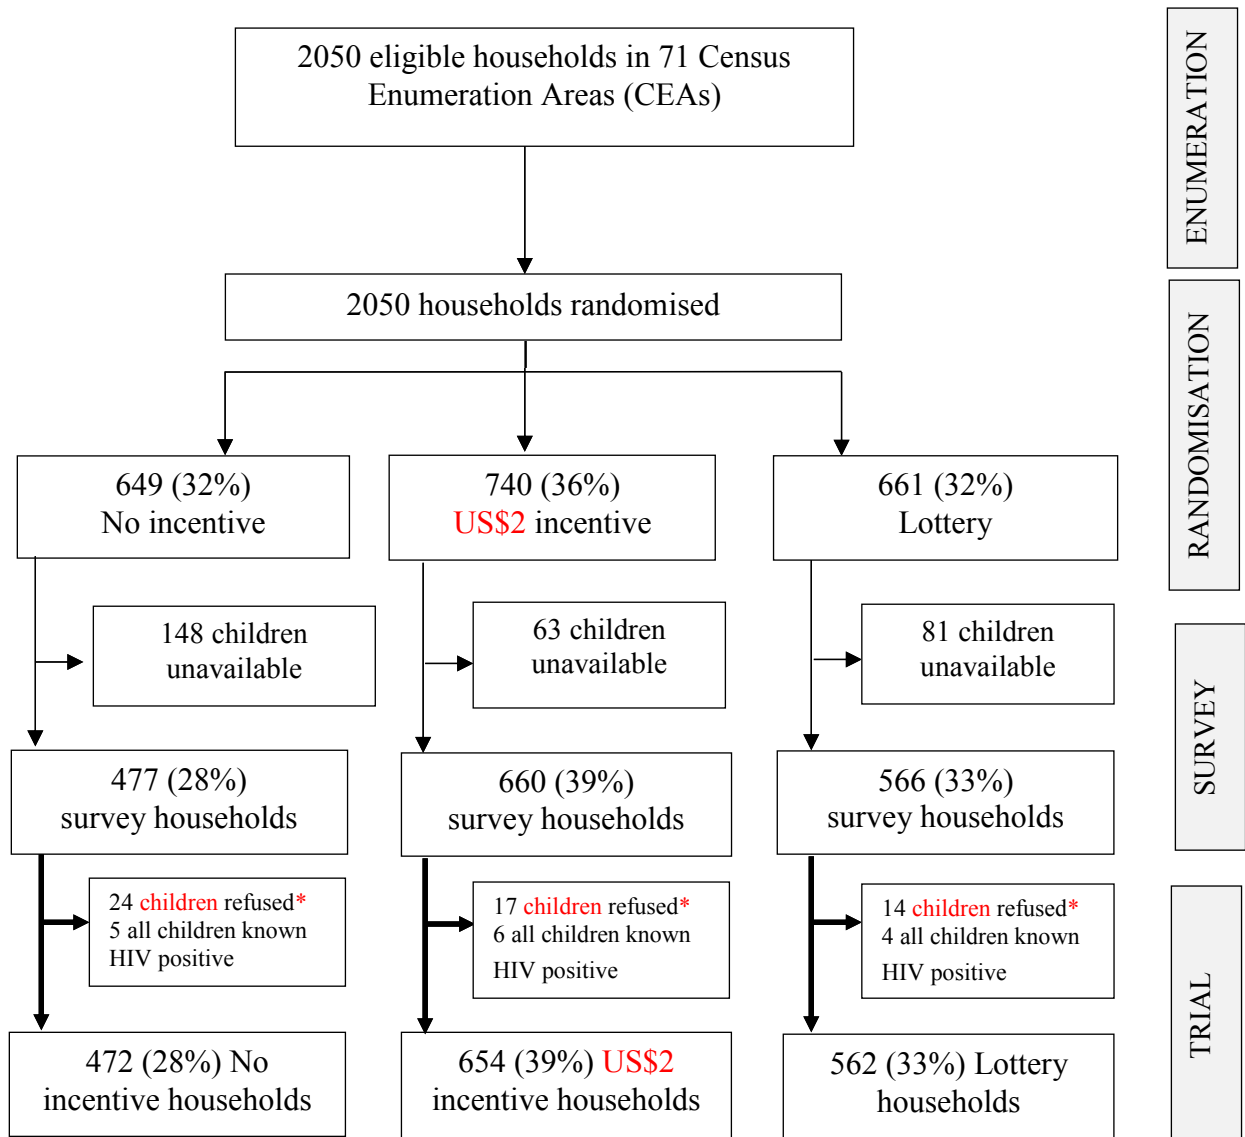 2050 eligible households in 71 Census
Enumeration Areas (CEAs)
ENUMERATION
2050 households randomised
RANDOMISATION
649 (32%)
No incentive
740 (36%)
US$2 incentive
661 (32%)
Lottery
148 children
unavailable
63 children
unavailable
81 children
unavailable
SURVEY
477 (28%)
survey households
660 (39%)
survey households
566 (33%)
survey households
24 children refused*
5 all children known
HIV positive
17 children refused*
6 all children known
HIV positive
14 children refused*
4 all children known
HIV positive
TRIAL
472 (28%) No
incentive households
654 (39%) US$2
incentive households
562 (33%) Lottery
households